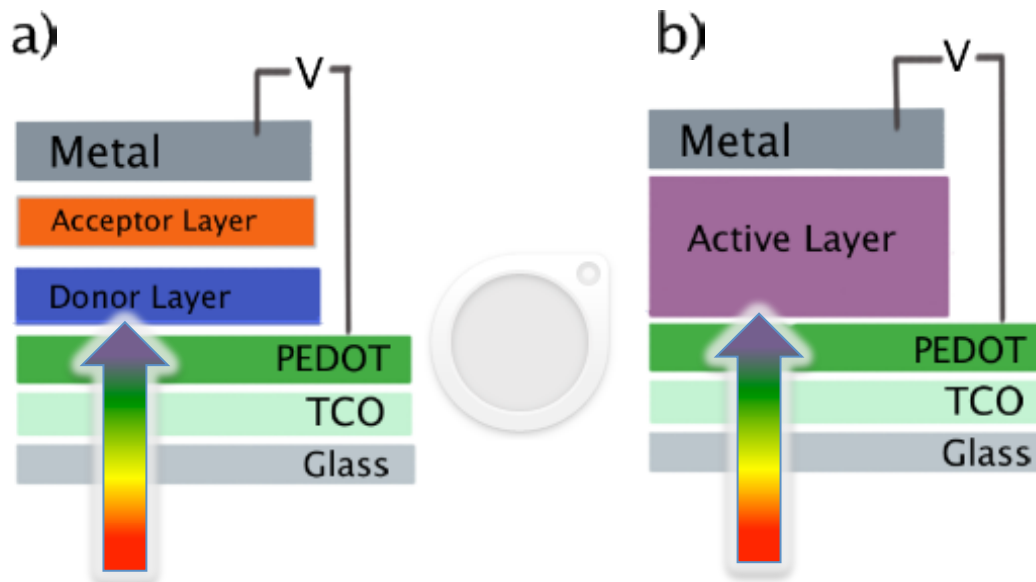 a)
V
Metal
Acceptor Layer
Donor Layer
PEDOT
TCO
Glass
b)
V
Metal
Active Layer
PEDOT
TCO
Glass